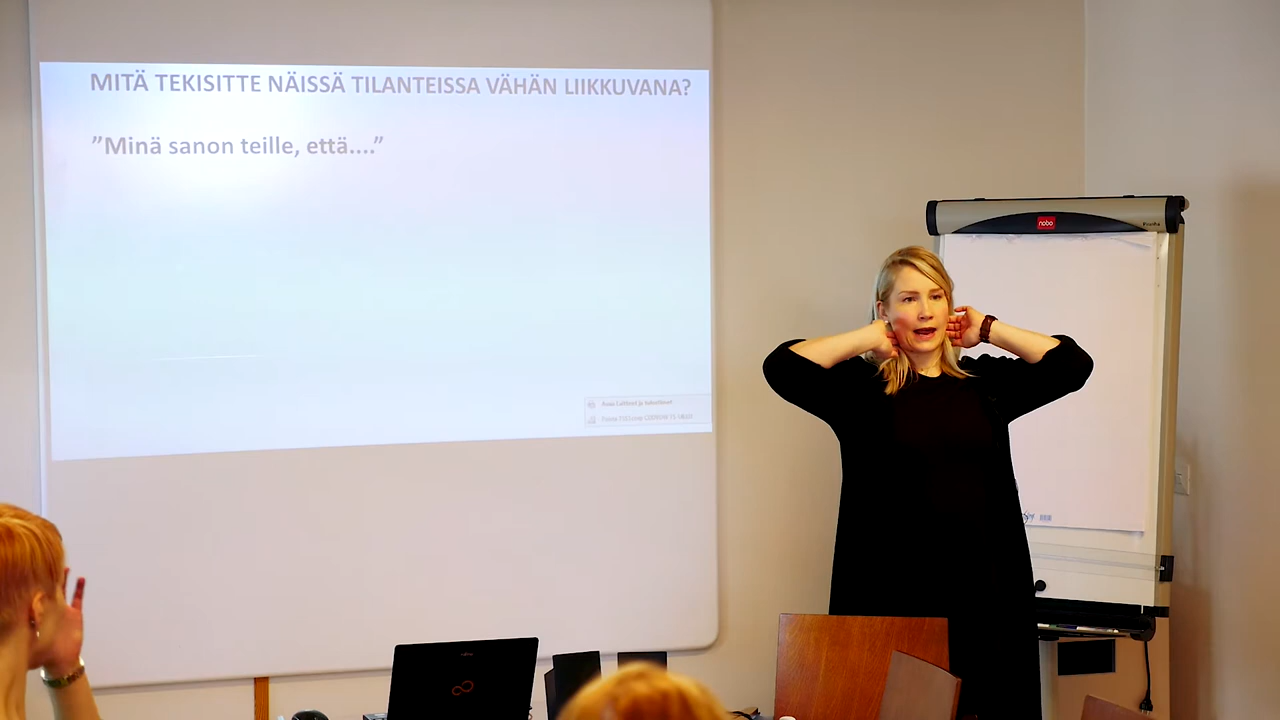 MITÄ TEKISITTE NÄISSÄ TILANTEISSA VÄHÄN LIIKKUVANA?
”Minä sanon teille, että....”
nobo